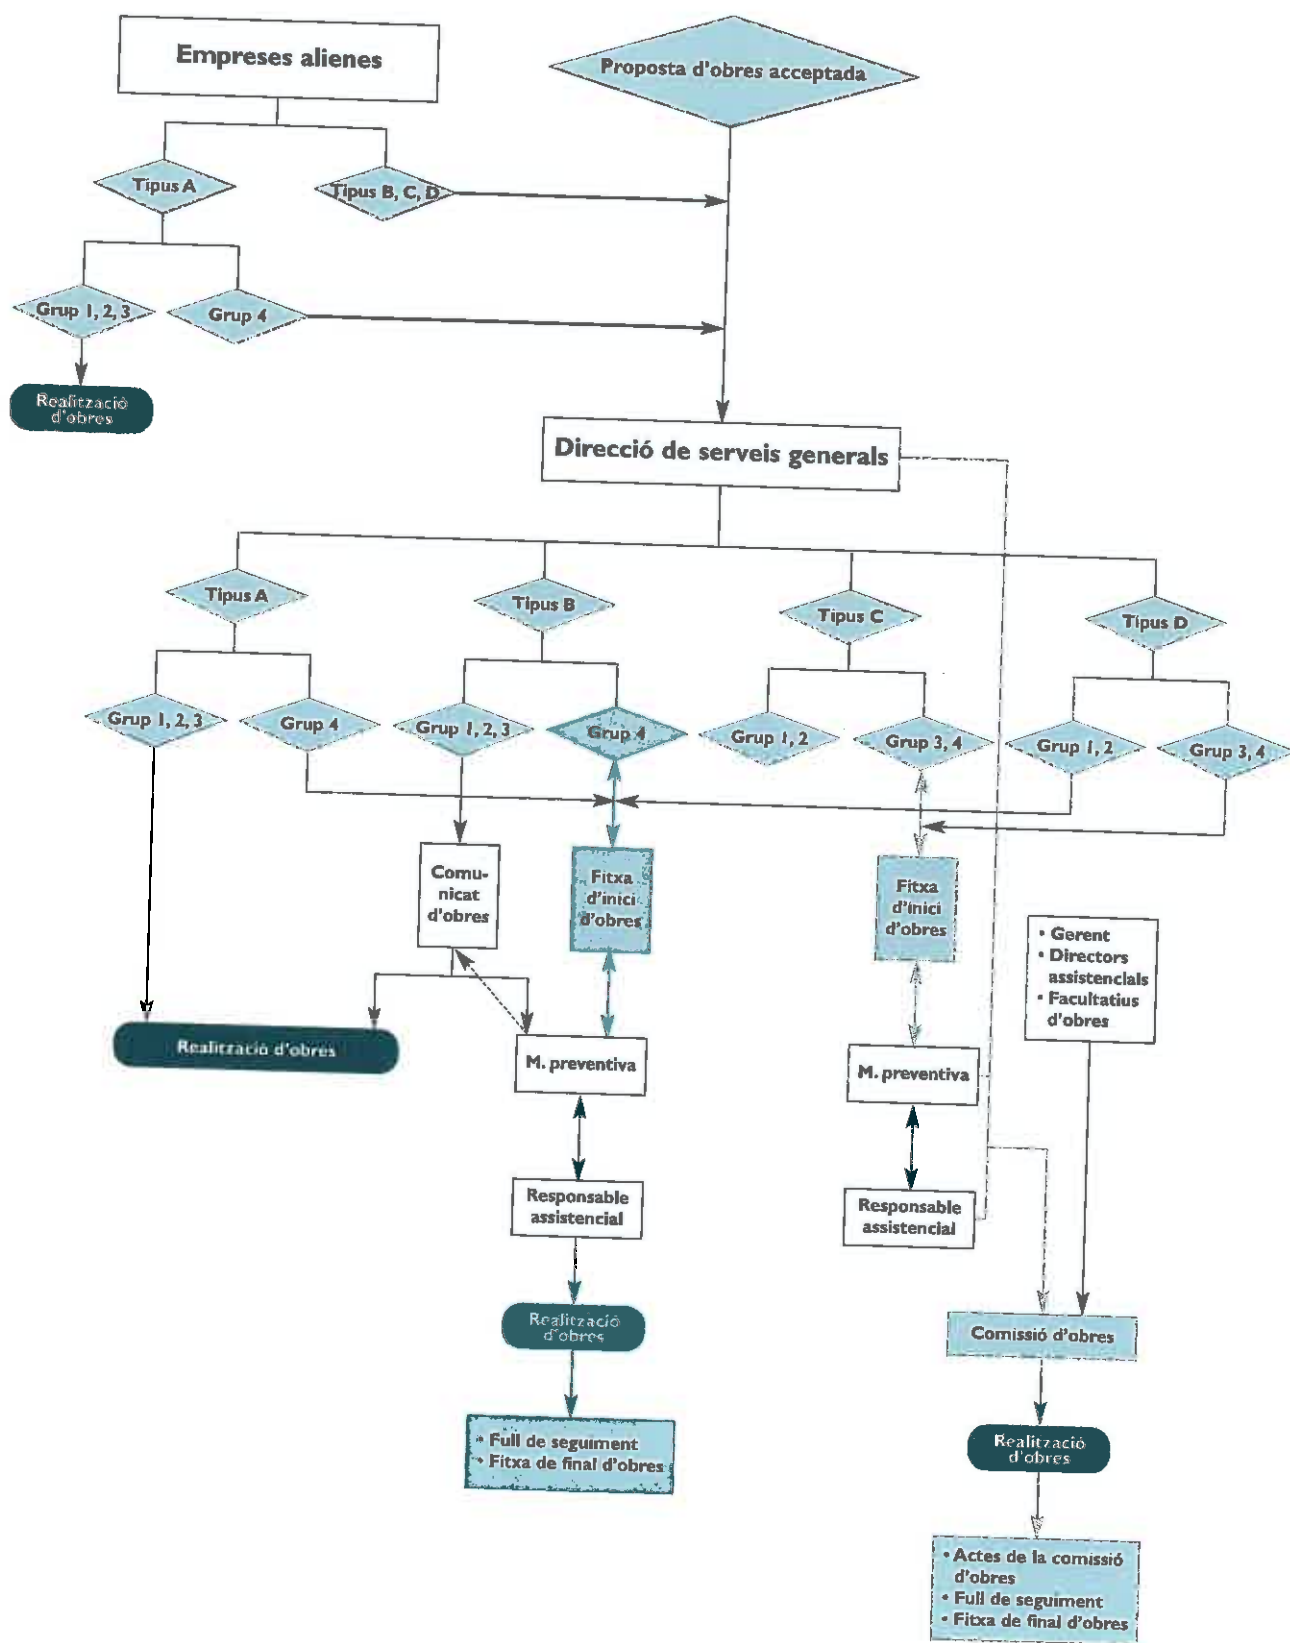 Empreses alienes
Proposta d'obres acceptada
Tipus A
Tipus B, C, D
Grup 1, 2, 3
Grup 4
Realització
d'obres
Direcció de serveis generals
Tipus A
Tipus B
Tipus C
Tipus D
Grup 1, 2, 3
Grup 4
Grup 1, 2, 3
Grup 4
Grup 1, 2
Grup 3, 4
Grup 1, 2
Grup 3, 4
Comu-
nicat
d'obres
Fitxa
d'inici
d'obres
Fitxa
d'inici
d'obres
• Gerent
• Directors
assistencials
• Facultatius
d'obres
Realització d'obres
M. preventiva
M. preventiva
Responsable
assistencial
Responsable
assistencial
Realització
d'obres
Comissió d'obres
• Full de seguiment
• Fitxa de final d'obres
Realització
d'obres
• Actes de la comissió
d'obres
• Full de seguiment
• Fitxa de final d'obres